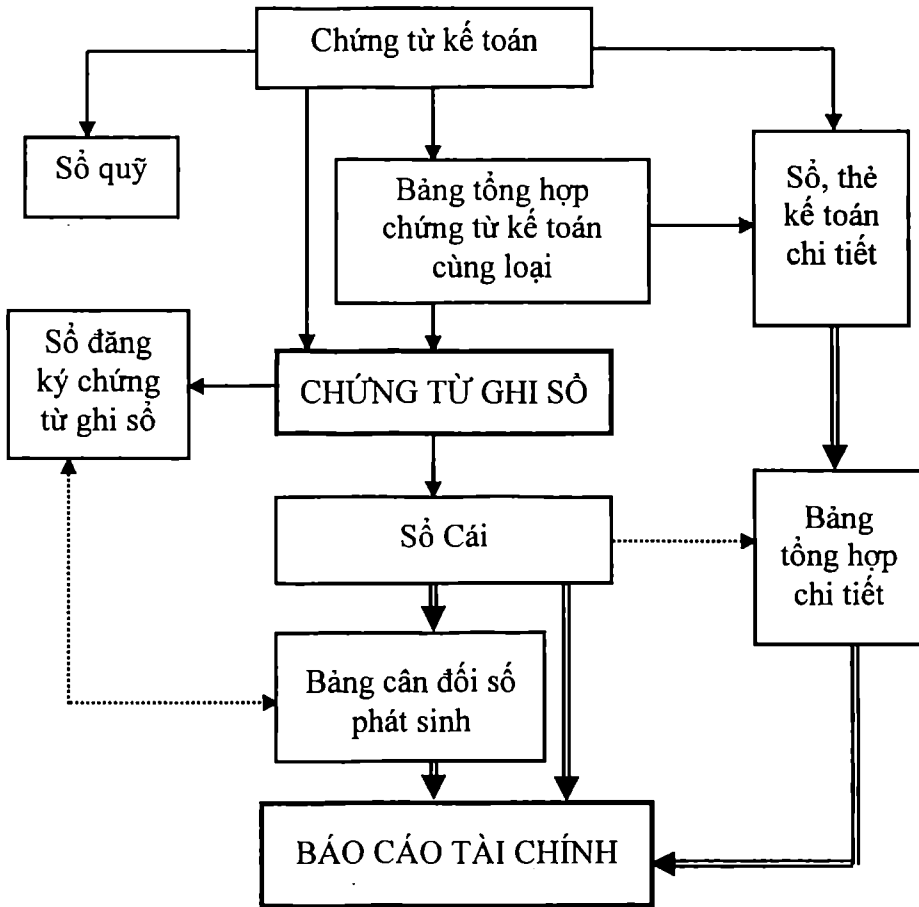 Chứng từ kế toán
Sổ quỹ
Bảng tổng hợp
chứng từ kế toán
cùng loại
Sổ, thẻ
kế toán
chi tiết
Sổ đăng
ký chứng
từ ghi sổ
CHỨNG TỪ GHI SỔ
Sổ Cái
Bảng
tổng hợp
chi tiết
Bảng cân đối số
phát sinh
BÁO CÁO TÀI CHÍNH